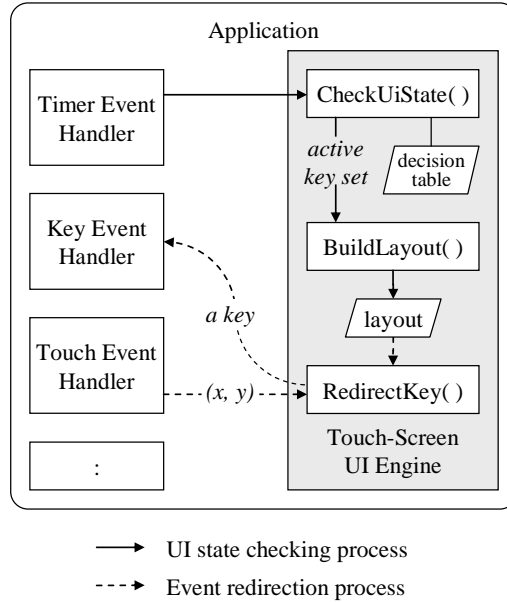 Application
Timer Event
Handler
CheckUiState( )
active
key set
decision
table
Key Event
Handler
BuildLayout( )
a key
layout
Touch Event
Handler
(x, y)
RedirectKey( )
Touch-Screen
UI Engine
:
UI state checking process
Event redirection process